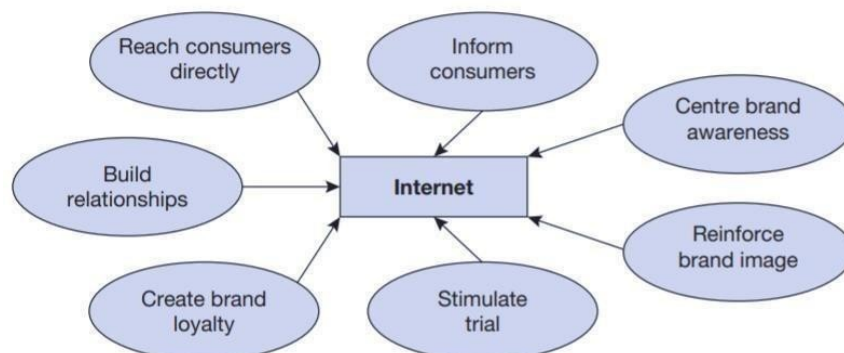 Reach consumers
directly
Inform
consumers
Centre brand
awareness
Build
relationships
Internet
Reinforce
brand image
Create brand
loyalty
Stimulate
trial